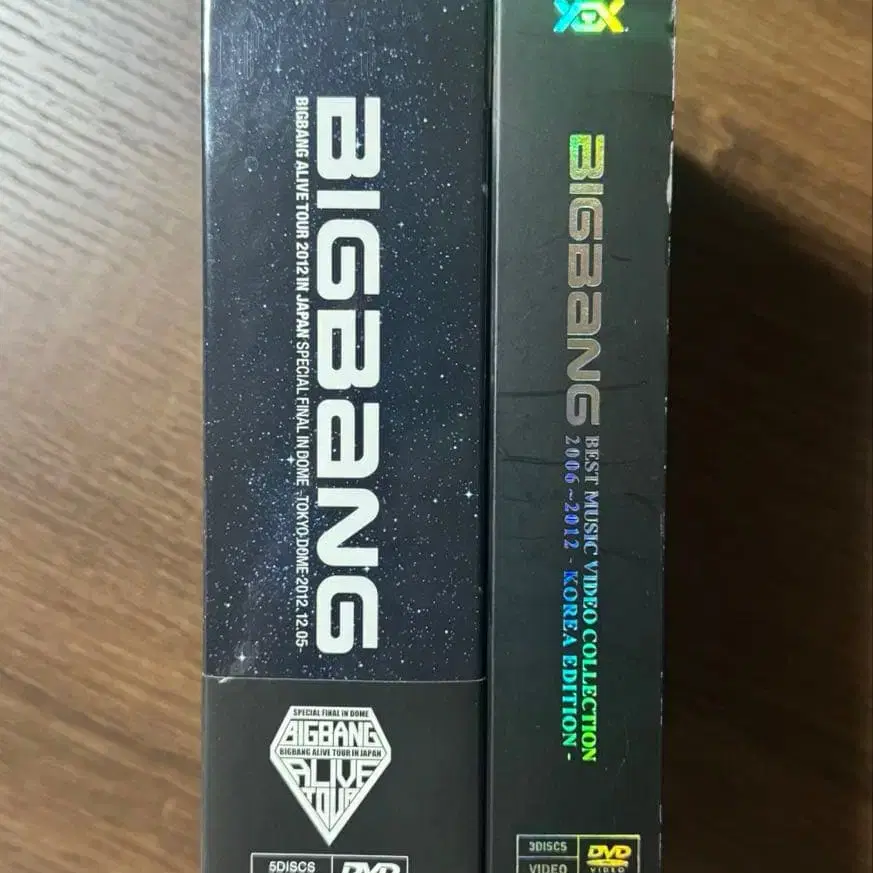 BIGBANG
BIGBANG ALIVE TOUR 2012 IN JAPAN SPECIAL FINAL IN DOME -TOKYO DOME 2012.12.05-
SPECIAL FINAL IN DOME
BIGBANG
BIGBANG ALIVE TOUR IN JAPAN
ALIVE
TOUR
5DISCS
DVD
BIGBANG
BEST MUSIC VIDEO COLLECTION
2006~2012 - KOREA EDITION -
3DISCS
VIDEO
DVD
VIDEO